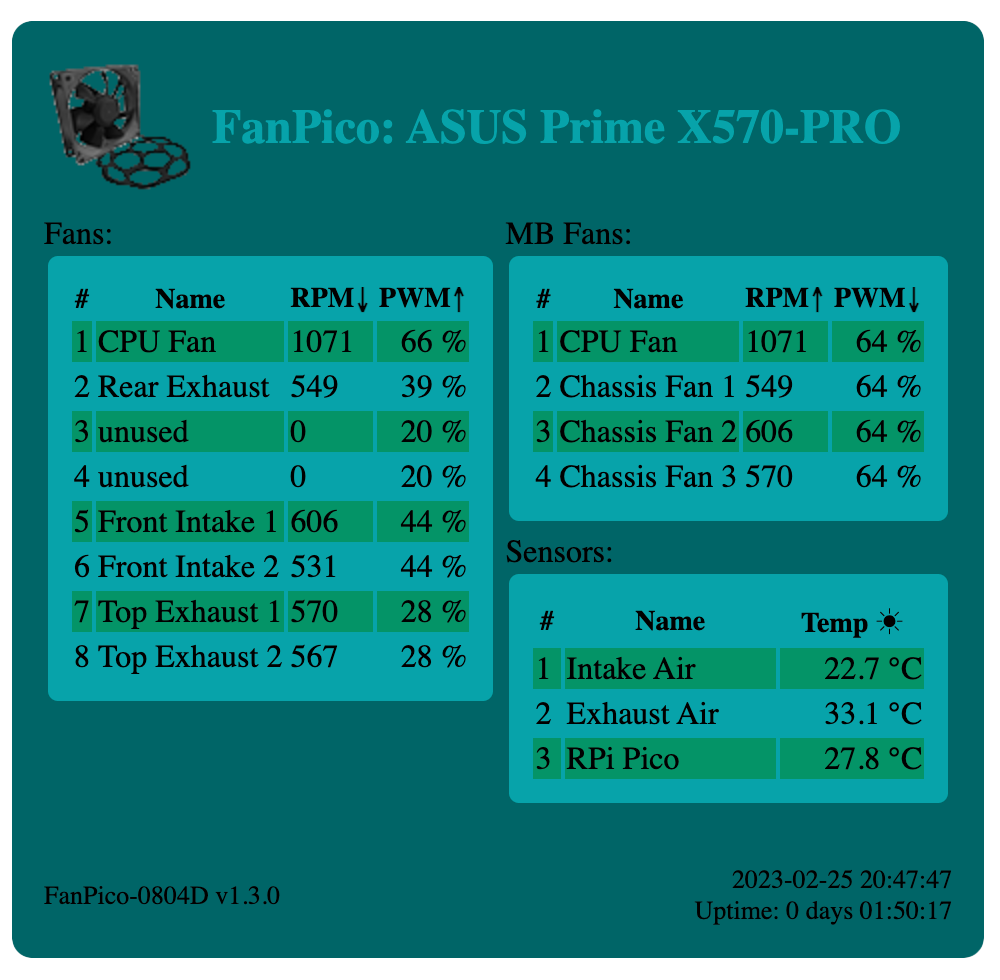 FanPico: ASUS Prime X570-PRO
Fans:
# Name RPM↓ PWM↑
1 CPU Fan 1071 66 %
2 Rear Exhaust 549 39 %
3 unused 0 20 %
4 unused 0 20 %
5 Front Intake 1 606 44 %
6 Front Intake 2 531 44 %
7 Top Exhaust 1 570 28 %
8 Top Exhaust 2 567 28 %
MB Fans:
# Name RPM↑ PWM↓
1 CPU Fan 1071 64 %
2 Chassis Fan 1 549 64 %
3 Chassis Fan 2 606 64 %
4 Chassis Fan 3 570 64 %
Sensors:
# Name Temp ☀
1 Intake Air 22.7 °C
2 Exhaust Air 33.1 °C
3 RPi Pico 27.8 °C
FanPico-0804D v1.3.0
2023-02-25 20:47:47
Uptime: 0 days 01:50:17